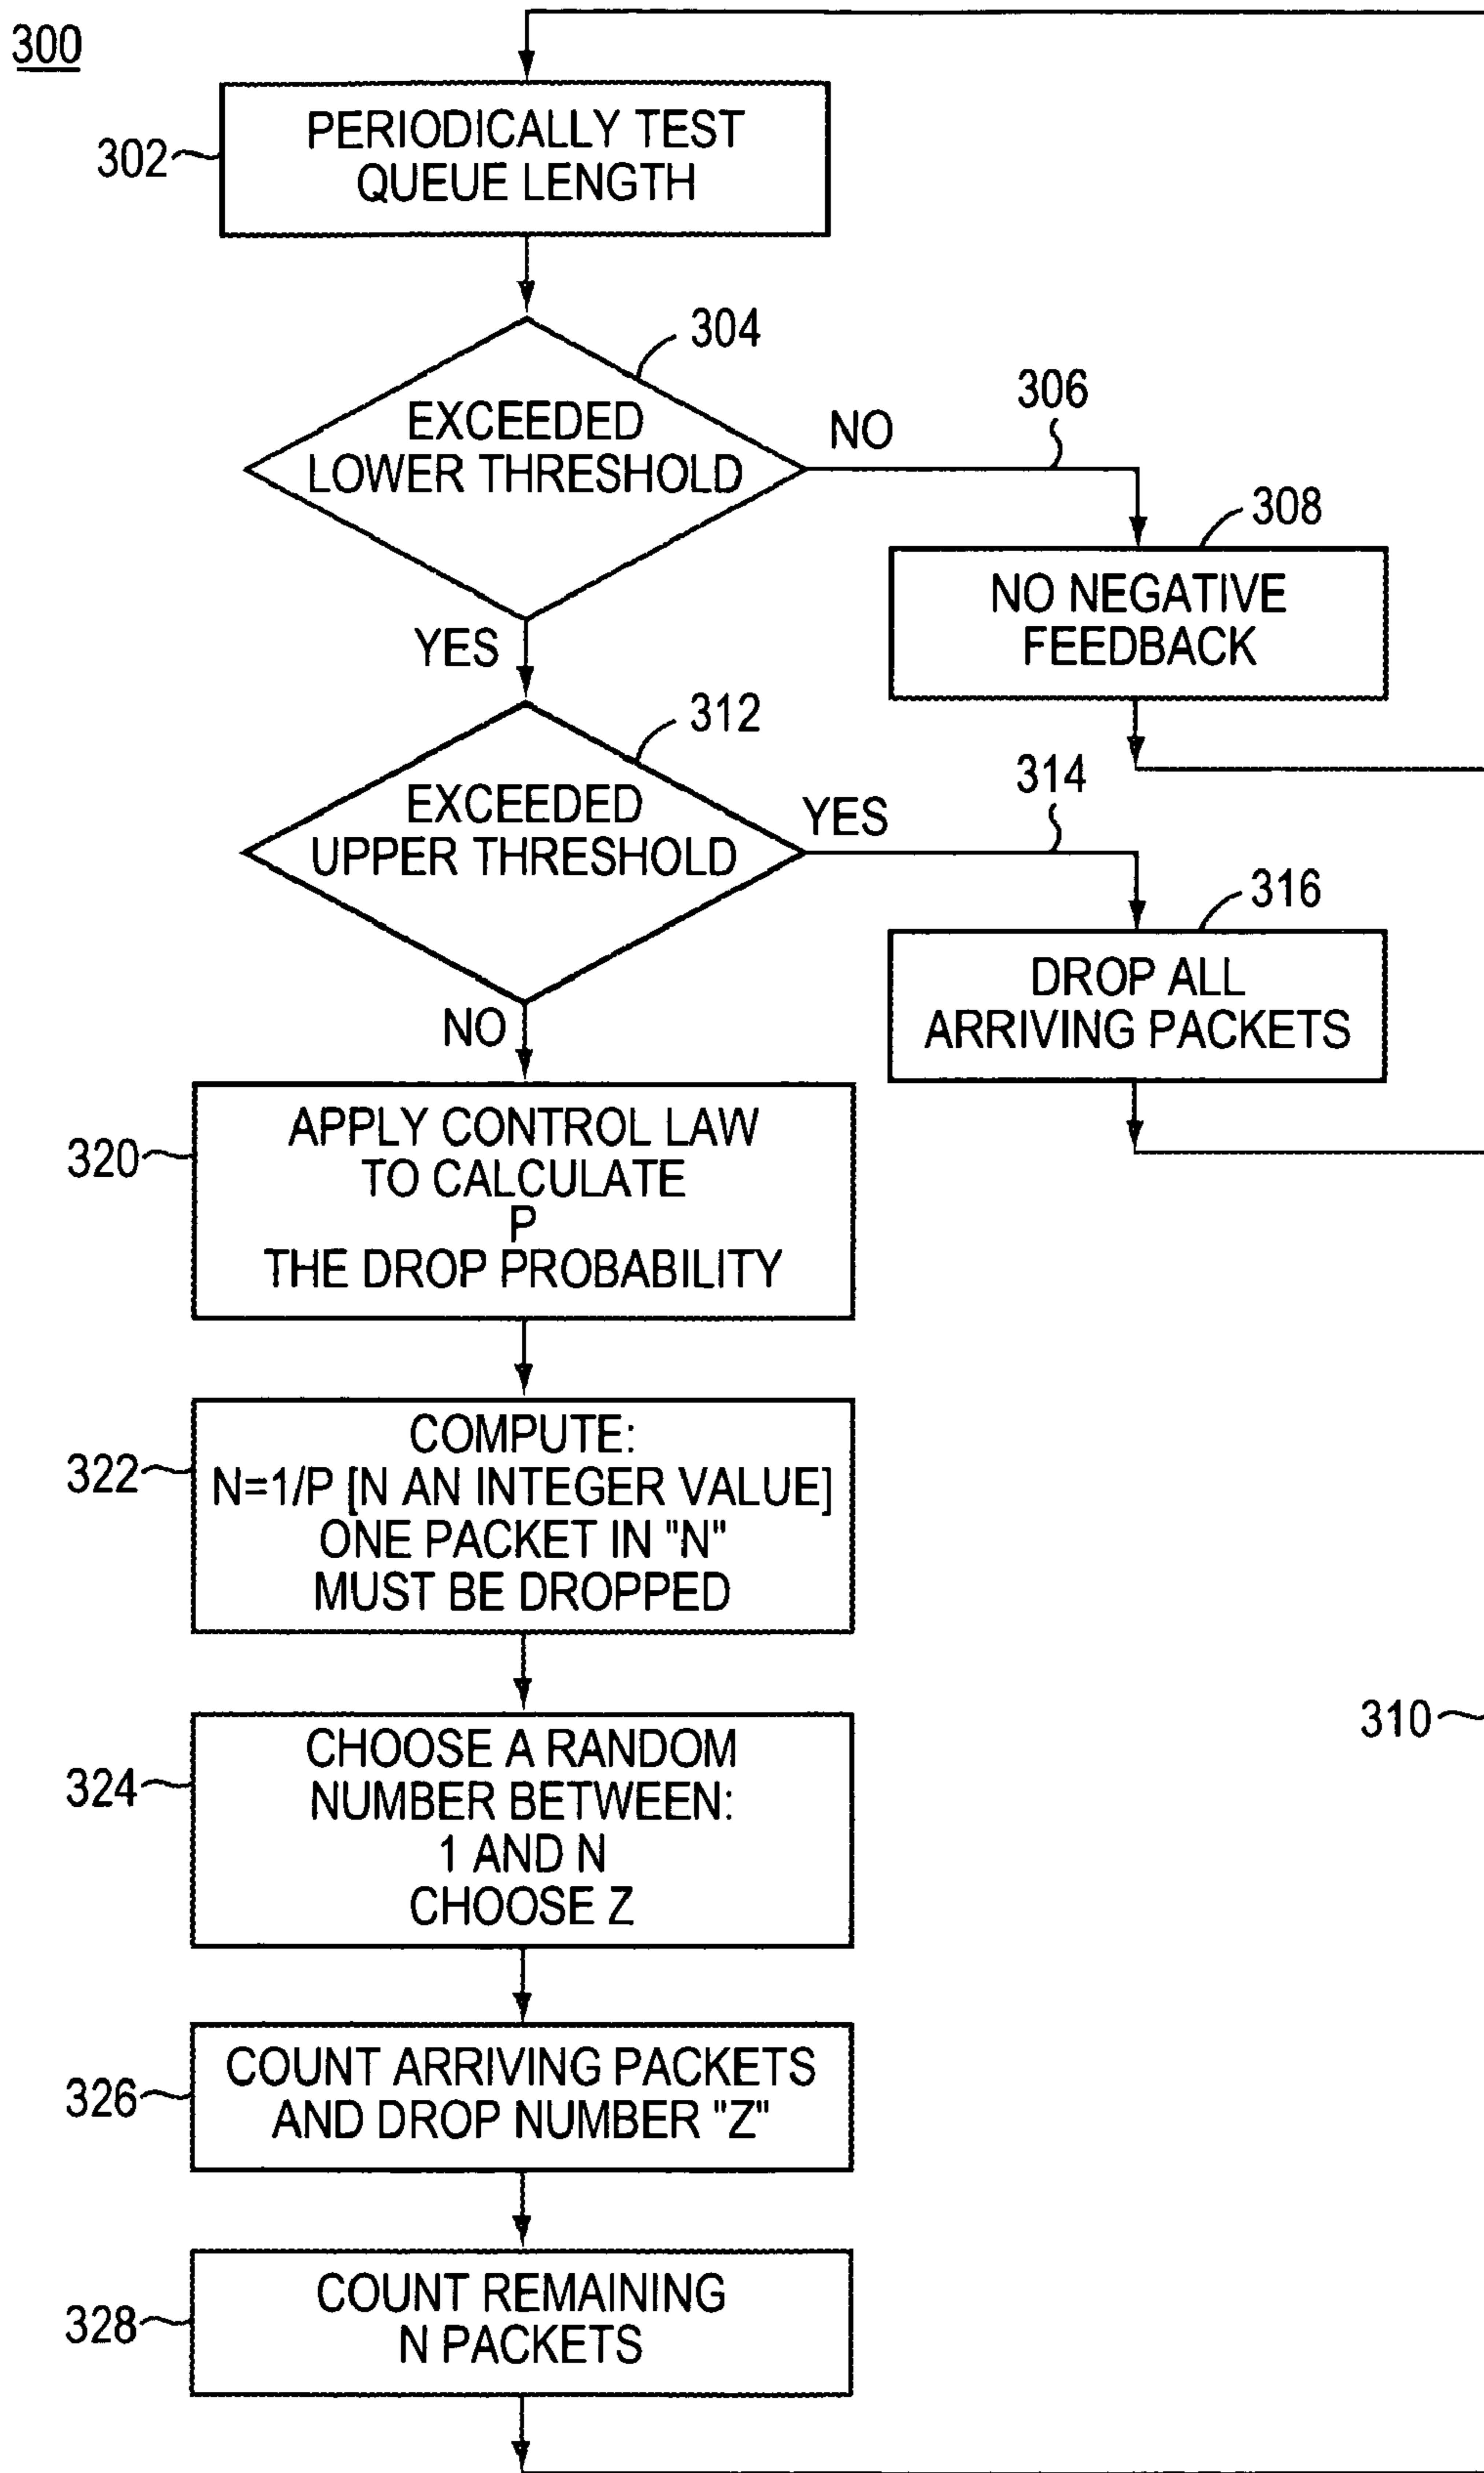 300
302
PERIODICALLY TEST
QUEUE LENGTH
304
EXCEEDED
LOWER THRESHOLD
NO
306
308
NO NEGATIVE
FEEDBACK
YES
312
EXCEEDED
UPPER THRESHOLD
YES
314
316
DROP ALL
ARRIVING PACKETS
NO
320
APPLY CONTROL LAW
TO CALCULATE
P
THE DROP PROBABILITY
322
COMPUTE:
N=1/P [N AN INTEGER VALUE]
ONE PACKET IN "N"
MUST BE DROPPED
310
324
CHOOSE A RANDOM
NUMBER BETWEEN:
1 AND N
CHOOSE Z
326
COUNT ARRIVING PACKETS
AND DROP NUMBER "Z"
328
COUNT REMAINING
N PACKETS